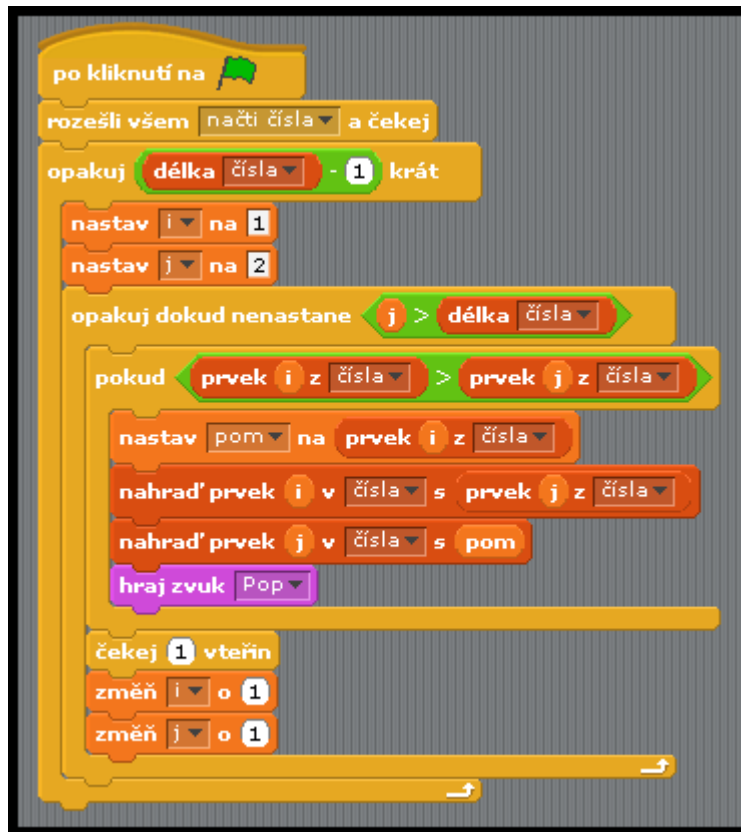 po kliknutí na
rozešli všem načti čísla a čekej
opakuj délka čísla - 1 krát
nastav i na 1
nastav j na 2
opakuj dokud nenastane j > délka čísla
pokud prvek i z čísla > prvek j z čísla
nastav pom na prvek i z čísla
nahraď prvek i v čísla s prvek j z čísla
nahraď prvek j v čísla s pom
hraj zvuk Pop
čekej 1 vteřin
změň i o 1
změň j o 1